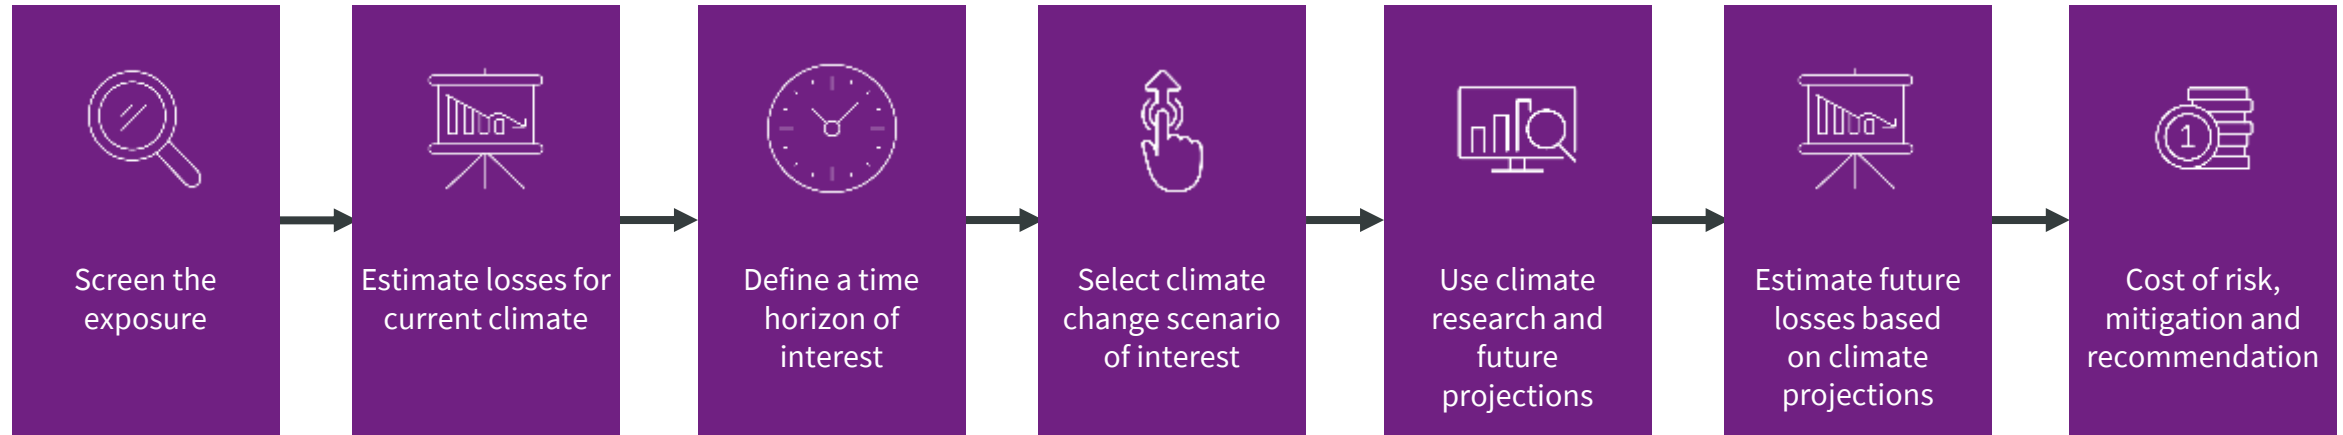 Screen the
exposure
Estimate losses for
current climate
Define a time
horizon of
interest
Select climate
change scenario
of interest
Use climate
research and
future
projections
Estimate future
losses based
on climate
projections
1
Cost of risk,
mitigation and
recommendation